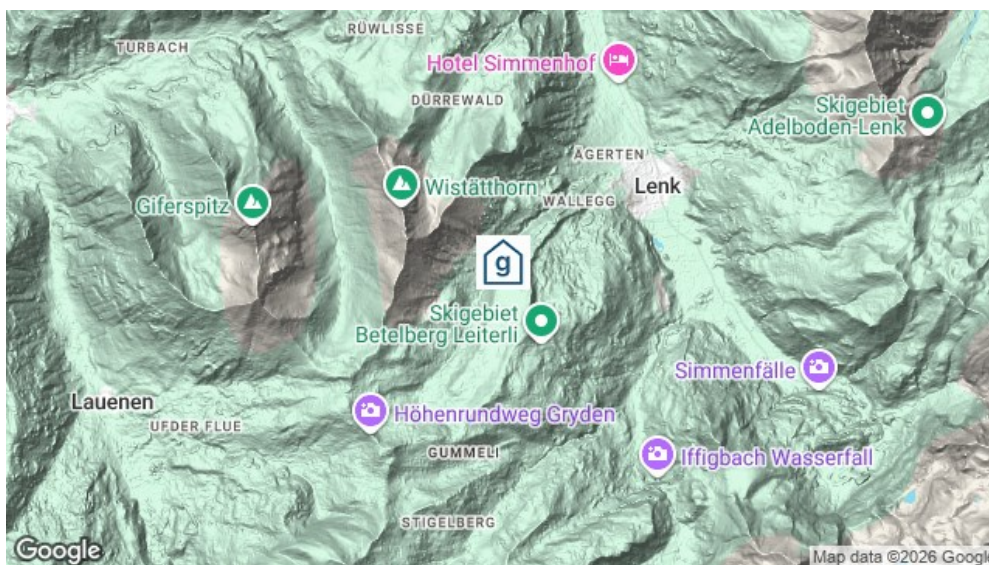 RÜWLISSE
TURBACH
Hotel Simmenhof
DÜRREWALD
Skigebiet
Adelboden-Lenk
ÄGERTEN
Lenk
Wistätthorn
WALLEGG
Giferspitz
g
Skigebiet
Betelberg Leiterli
Simmenfälle
Lauenen
Höhenrundweg Gryden
UFDER FLUE
GUMMELI
Iffigbach Wasserfall
STIGELBERG
Google
Map data ©2026 Google